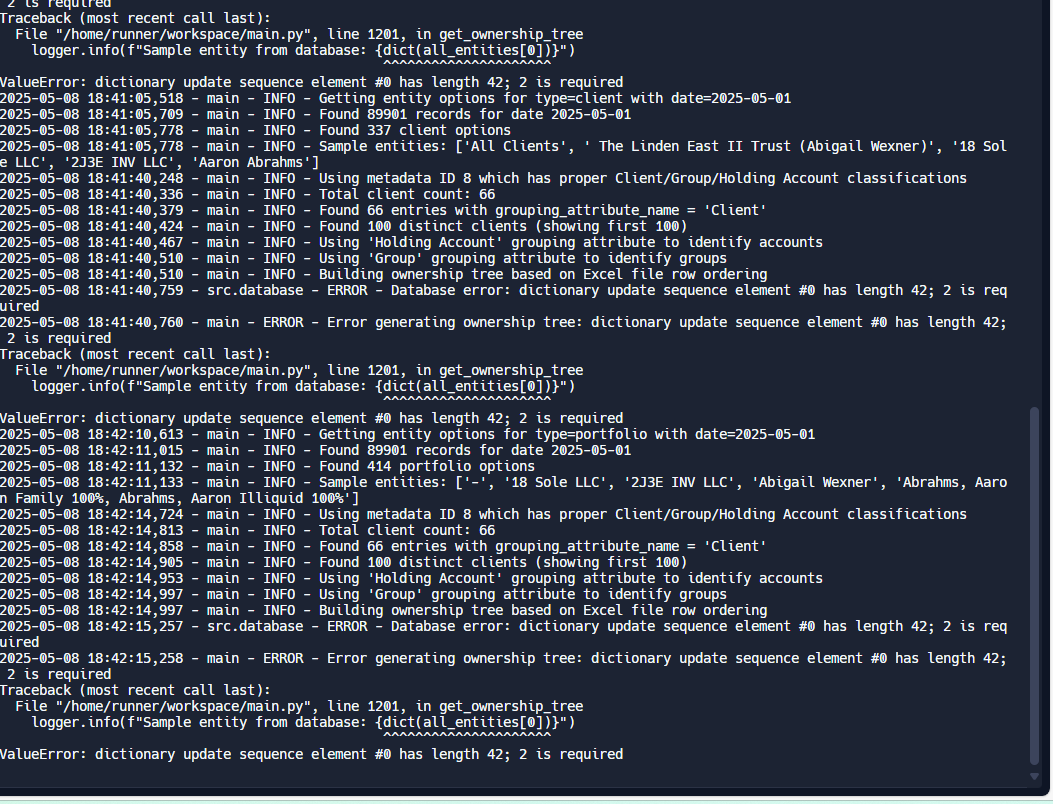 2 is required
Traceback (most recent call last):
  File "/home/runner/workspace/main.py", line 1201, in get_ownership_tree
    logger.info(f"Sample entity from database: {dict(all_entities[0])}")
                                                ^^^^^^^^^^^^^^^^^^^^^
ValueError: dictionary update sequence element #0 has length 42; 2 is required
2025-05-08 18:41:05,518 - main - INFO - Getting entity options for type=client with date=2025-05-01
2025-05-08 18:41:05,709 - main - INFO - Found 89901 records for date 2025-05-01
2025-05-08 18:41:05,778 - main - INFO - Found 337 client options
2025-05-08 18:41:05,778 - main - INFO - Sample entities: ['All Clients', ' The Linden East II Trust (Abigail Wexner)', '18 Sol
e LLC', '2J3E INV LLC', 'Aaron Abrahms']
2025-05-08 18:41:40,248 - main - INFO - Using metadata ID 8 which has proper Client/Group/Holding Account classifications
2025-05-08 18:41:40,336 - main - INFO - Total client count: 66
2025-05-08 18:41:40,379 - main - INFO - Found 66 entries with grouping_attribute_name = 'Client'
2025-05-08 18:41:40,424 - main - INFO - Found 100 distinct clients (showing first 100)
2025-05-08 18:41:40,467 - main - INFO - Using 'Holding Account' grouping attribute to identify accounts
2025-05-08 18:41:40,510 - main - INFO - Using 'Group' grouping attribute to identify groups
2025-05-08 18:41:40,510 - main - INFO - Building ownership tree based on Excel file row ordering
2025-05-08 18:41:40,759 - src.database - ERROR - Database error: dictionary update sequence element #0 has length 42; 2 is req
uired
2025-05-08 18:41:40,760 - main - ERROR - Error generating ownership tree: dictionary update sequence element #0 has length 42;
 2 is required
Traceback (most recent call last):
  File "/home/runner/workspace/main.py", line 1201, in get_ownership_tree
    logger.info(f"Sample entity from database: {dict(all_entities[0])}")
                                                ^^^^^^^^^^^^^^^^^^^^^
ValueError: dictionary update sequence element #0 has length 42; 2 is required
2025-05-08 18:42:10,613 - main - INFO - Getting entity options for type=portfolio with date=2025-05-01
2025-05-08 18:42:11,015 - main - INFO - Found 89901 records for date 2025-05-01
2025-05-08 18:42:11,132 - main - INFO - Found 414 portfolio options
2025-05-08 18:42:11,133 - main - INFO - Sample entities: ['-', '18 Sole LLC', '2J3E INV LLC', 'Abigail Wexner', 'Abrahms, Aaro
n Family 100%, Abrahms, Aaron Illiquid 100%']
2025-05-08 18:42:14,724 - main - INFO - Using metadata ID 8 which has proper Client/Group/Holding Account classifications
2025-05-08 18:42:14,813 - main - INFO - Total client count: 66
2025-05-08 18:42:14,858 - main - INFO - Found 66 entries with grouping_attribute_name = 'Client'
2025-05-08 18:42:14,905 - main - INFO - Found 100 distinct clients (showing first 100)
2025-05-08 18:42:14,953 - main - INFO - Using 'Holding Account' grouping attribute to identify accounts
2025-05-08 18:42:14,997 - main - INFO - Using 'Group' grouping attribute to identify groups
2025-05-08 18:42:14,997 - main - INFO - Building ownership tree based on Excel file row ordering
2025-05-08 18:42:15,257 - src.database - ERROR - Database error: dictionary update sequence element #0 has length 42; 2 is req
uired
2025-05-08 18:42:15,258 - main - ERROR - Error generating ownership tree: dictionary update sequence element #0 has length 42;
 2 is required
Traceback (most recent call last):
  File "/home/runner/workspace/main.py", line 1201, in get_ownership_tree
    logger.info(f"Sample entity from database: {dict(all_entities[0])}")
                                                ^^^^^^^^^^^^^^^^^^^^^
ValueError: dictionary update sequence element #0 has length 42; 2 is required